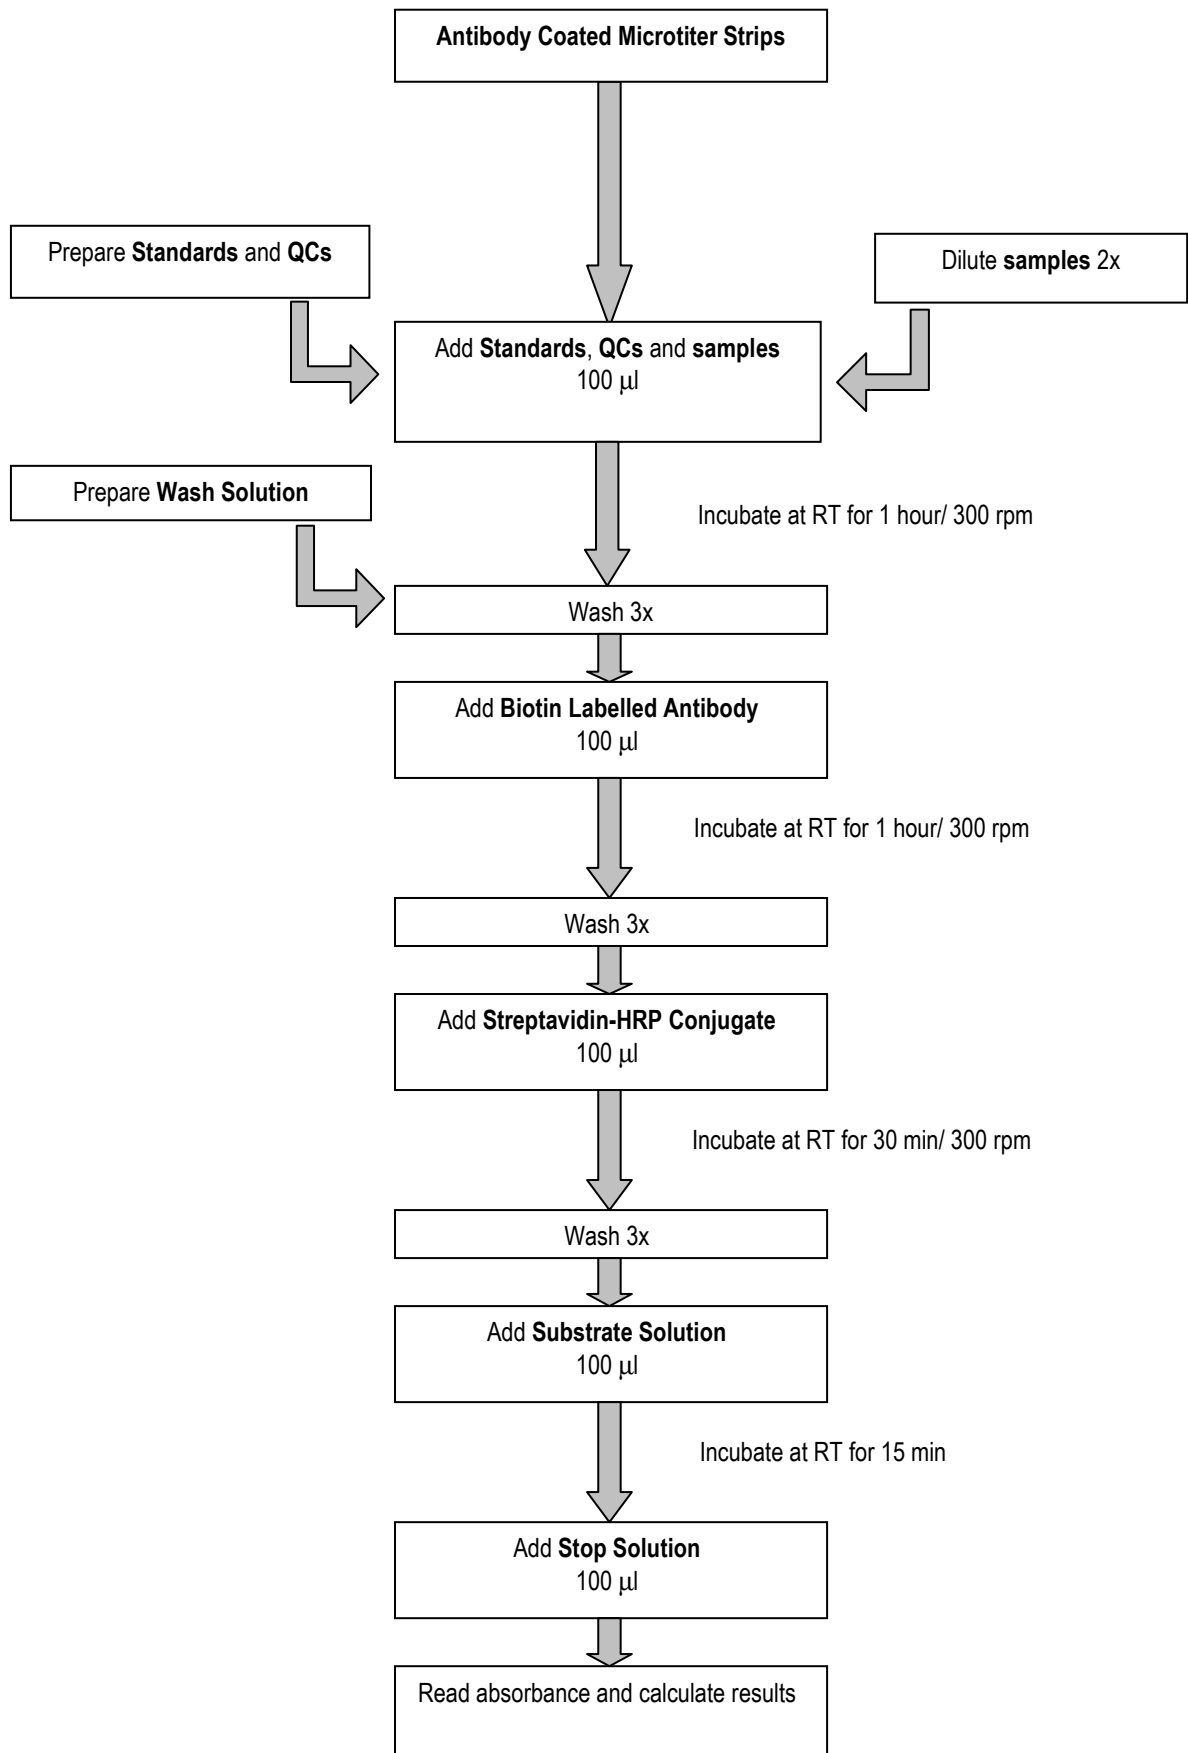 Antibody Coated Microtiter Strips
Prepare Standards and QCs
Dilute samples 2x
Add Standards, QCs and samples
100 µl
Prepare Wash Solution
Incubate at RT for 1 hour/ 300 rpm
Wash 3x
Add Biotin Labelled Antibody
100 µl
Incubate at RT for 1 hour/ 300 rpm
Wash 3x
Add Streptavidin-HRP Conjugate
100 µl
Incubate at RT for 30 min/ 300 rpm
Wash 3x
Add Substrate Solution
100 µl
Incubate at RT for 15 min
Add Stop Solution
100 µl
Read absorbance and calculate results